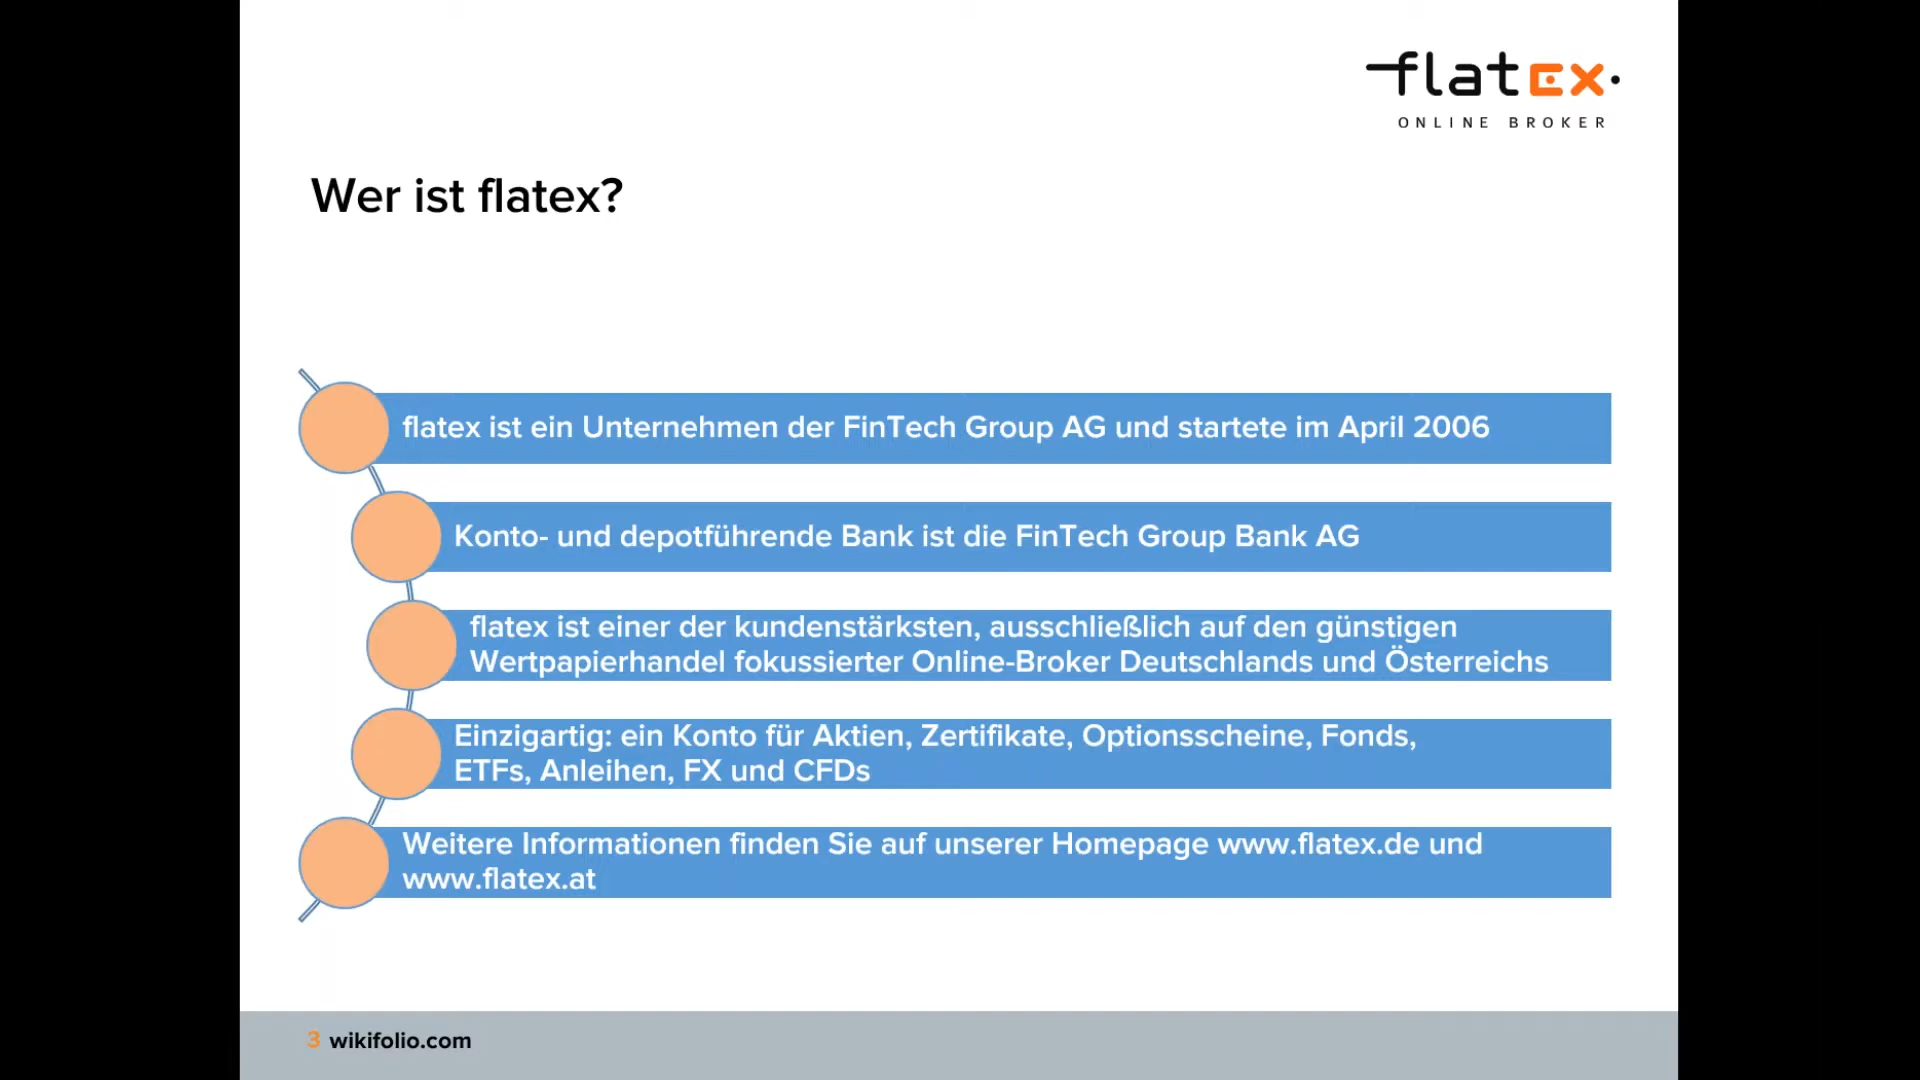 flatex
ONLINE BROKER
Wer ist flatex?
flatex ist ein Unternehmen der FinTech Group AG und startete im April 2006
Konto- und depotführende Bank ist die FinTech Group Bank AG
flatex ist einer der kundenstärksten, ausschließlich auf den günstigen
Wertpapierhandel fokussierter Online-Broker Deutschlands und Österreichs
Einzigartig: ein Konto für Aktien, Zertifikate, Optionsscheine, Fonds,
ETFs, Anleihen, FX und CFDs
Weitere Informationen finden Sie auf unserer Homepage www.flatex.de und
www.flatex.at
3 wikifolio.com